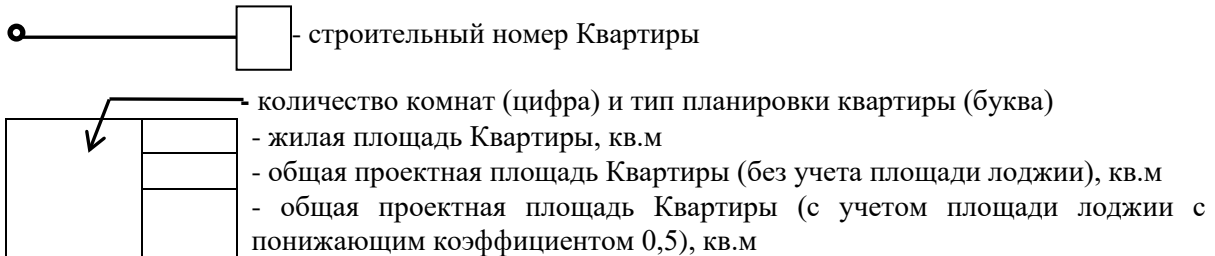 - строительный номер Квартиры
- количество комнат (цифра) и тип планировки квартиры (буква)
- жилая площадь Квартиры, кв.м
- общая проектная площадь Квартиры (без учета площади лоджии), кв.м
- общая проектная площадь Квартиры (с учетом площади лоджии с
понижающим коэффициентом 0,5), кв.м